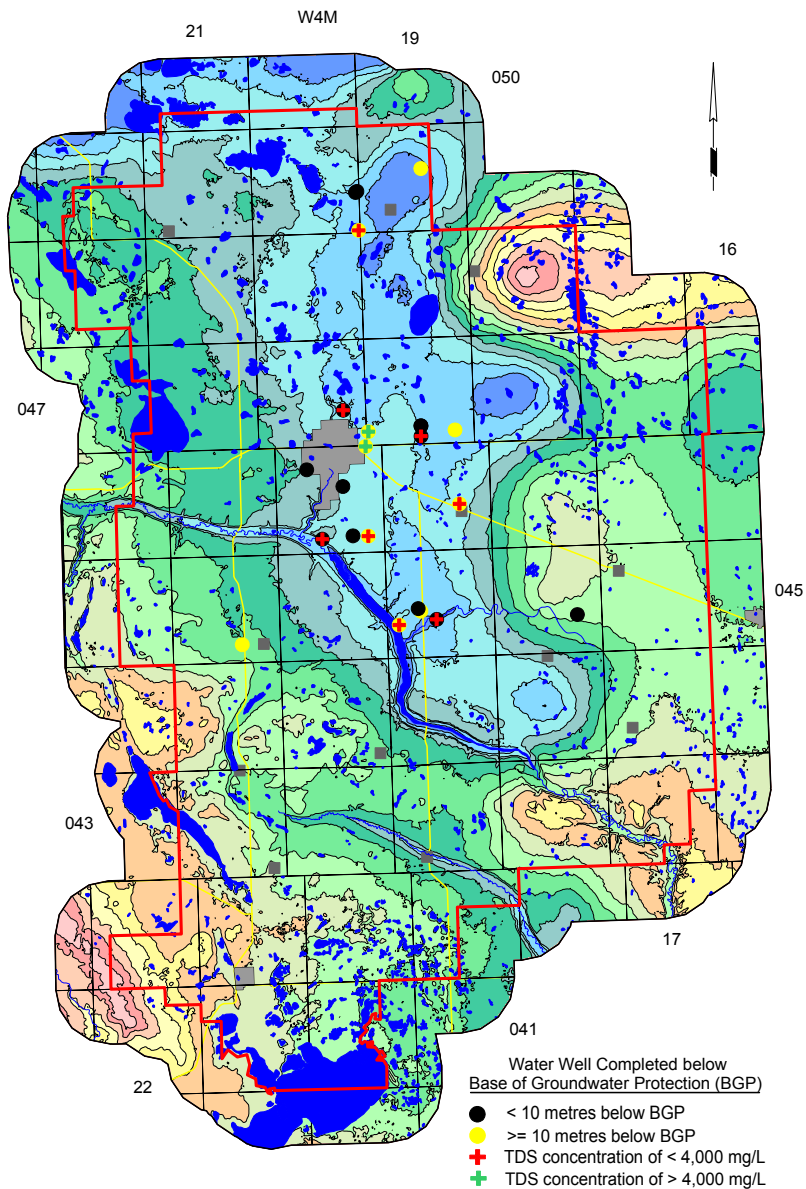 W4M
21
19
050
16
047
045
043
17
041
22
Water Well Completed below
Base of Groundwater Protection (BGP)
< 10 metres below BGP
>= 10 metres below BGP
TDS concentration of < 4,000 mg/L
TDS concentration of > 4,000 mg/L